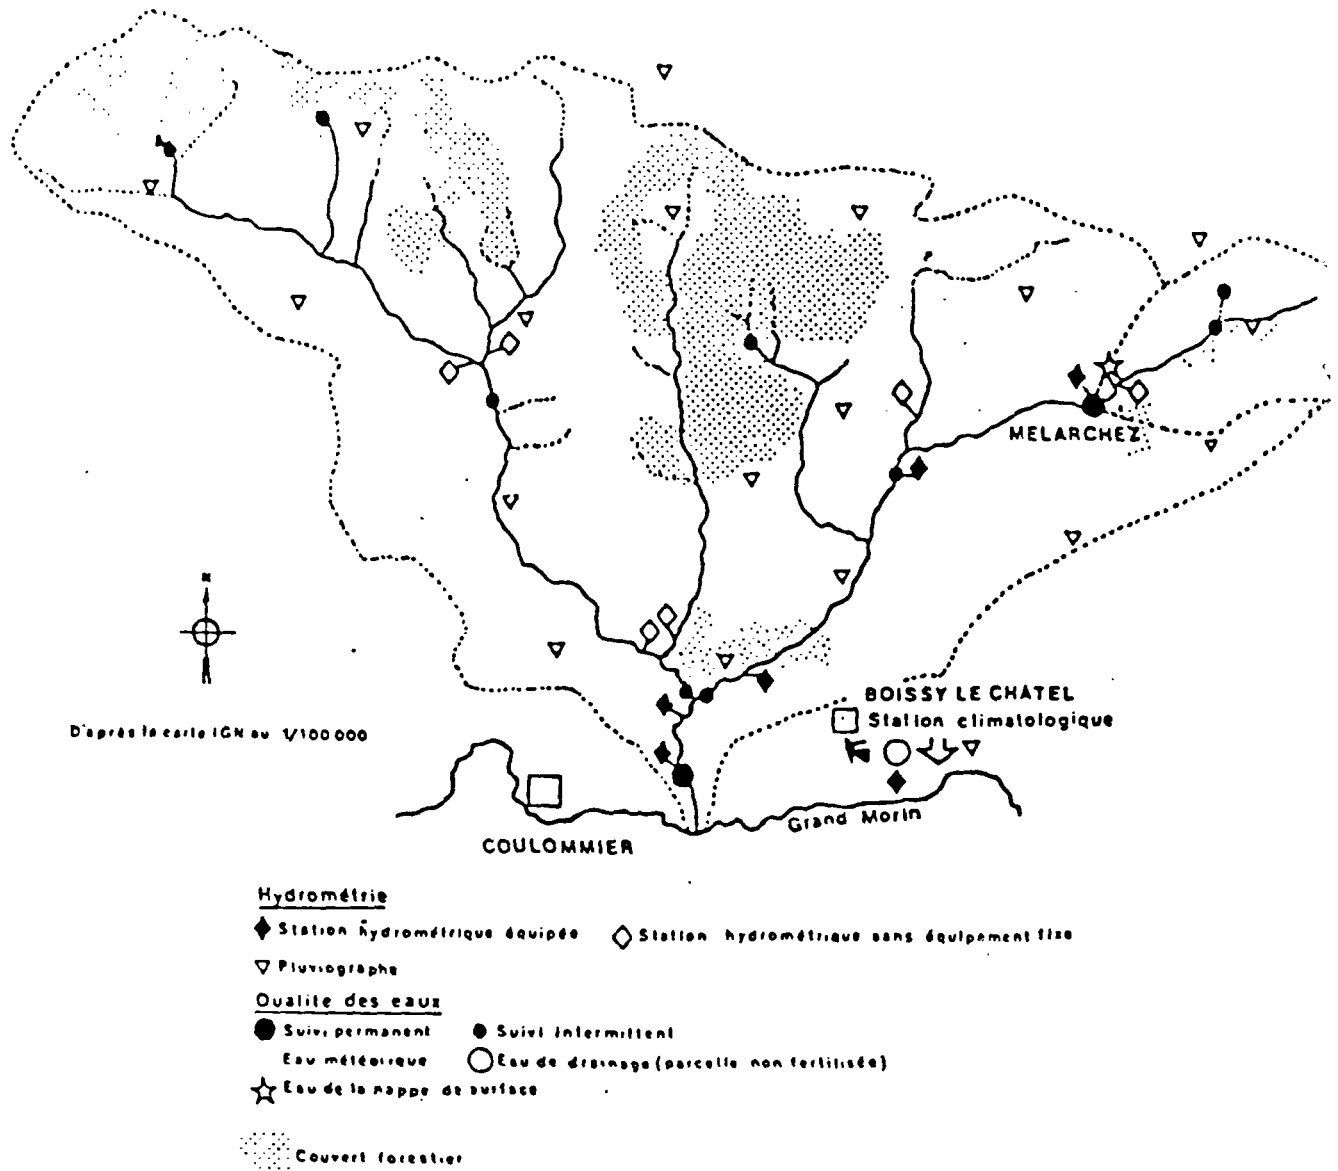 MELARCHEZ
N
BOISSY LE CHATEL
Station climatologique
D'après la carte IGN au 1/100 000
Grand Morin
COULOMMIER
Hydrométrie
Station hydrométrique équipée
Station hydrométrique sans équipement fixe
Pluviographe
Qualité des eaux
Suivi permanent
Suivi intermittent
Eau météorique
Eau de drainage (parcelle non fertilisée)
Eau de la nappe de surface
Couvert forestier